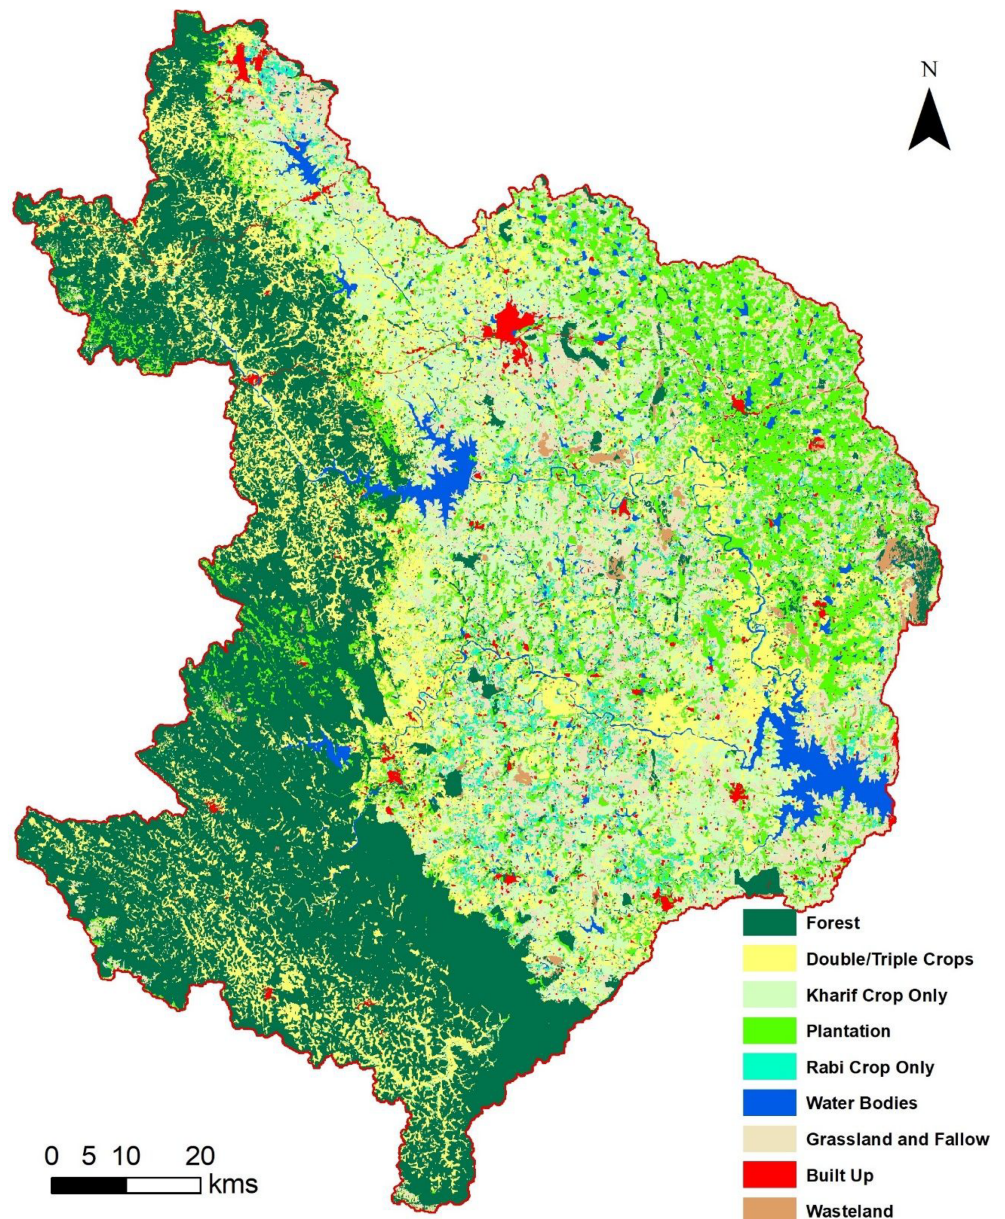 N
Forest
Double/Triple Crops
Kharif Crop Only
Plantation
Rabi Crop Only
Water Bodies
Grassland and Fallow
Built Up
Wasteland
0 5 10 20
kms